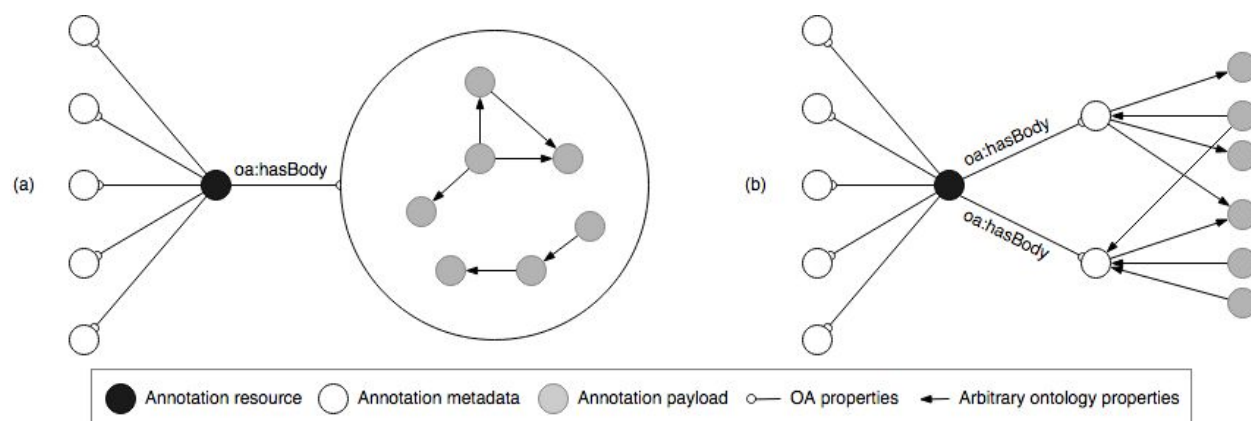 (a)
oa:hasBody
(b)
oa:hasBody
oa:hasBody
Annotation resource Annotation metadata Annotation payload OA properties Arbitrary ontology properties